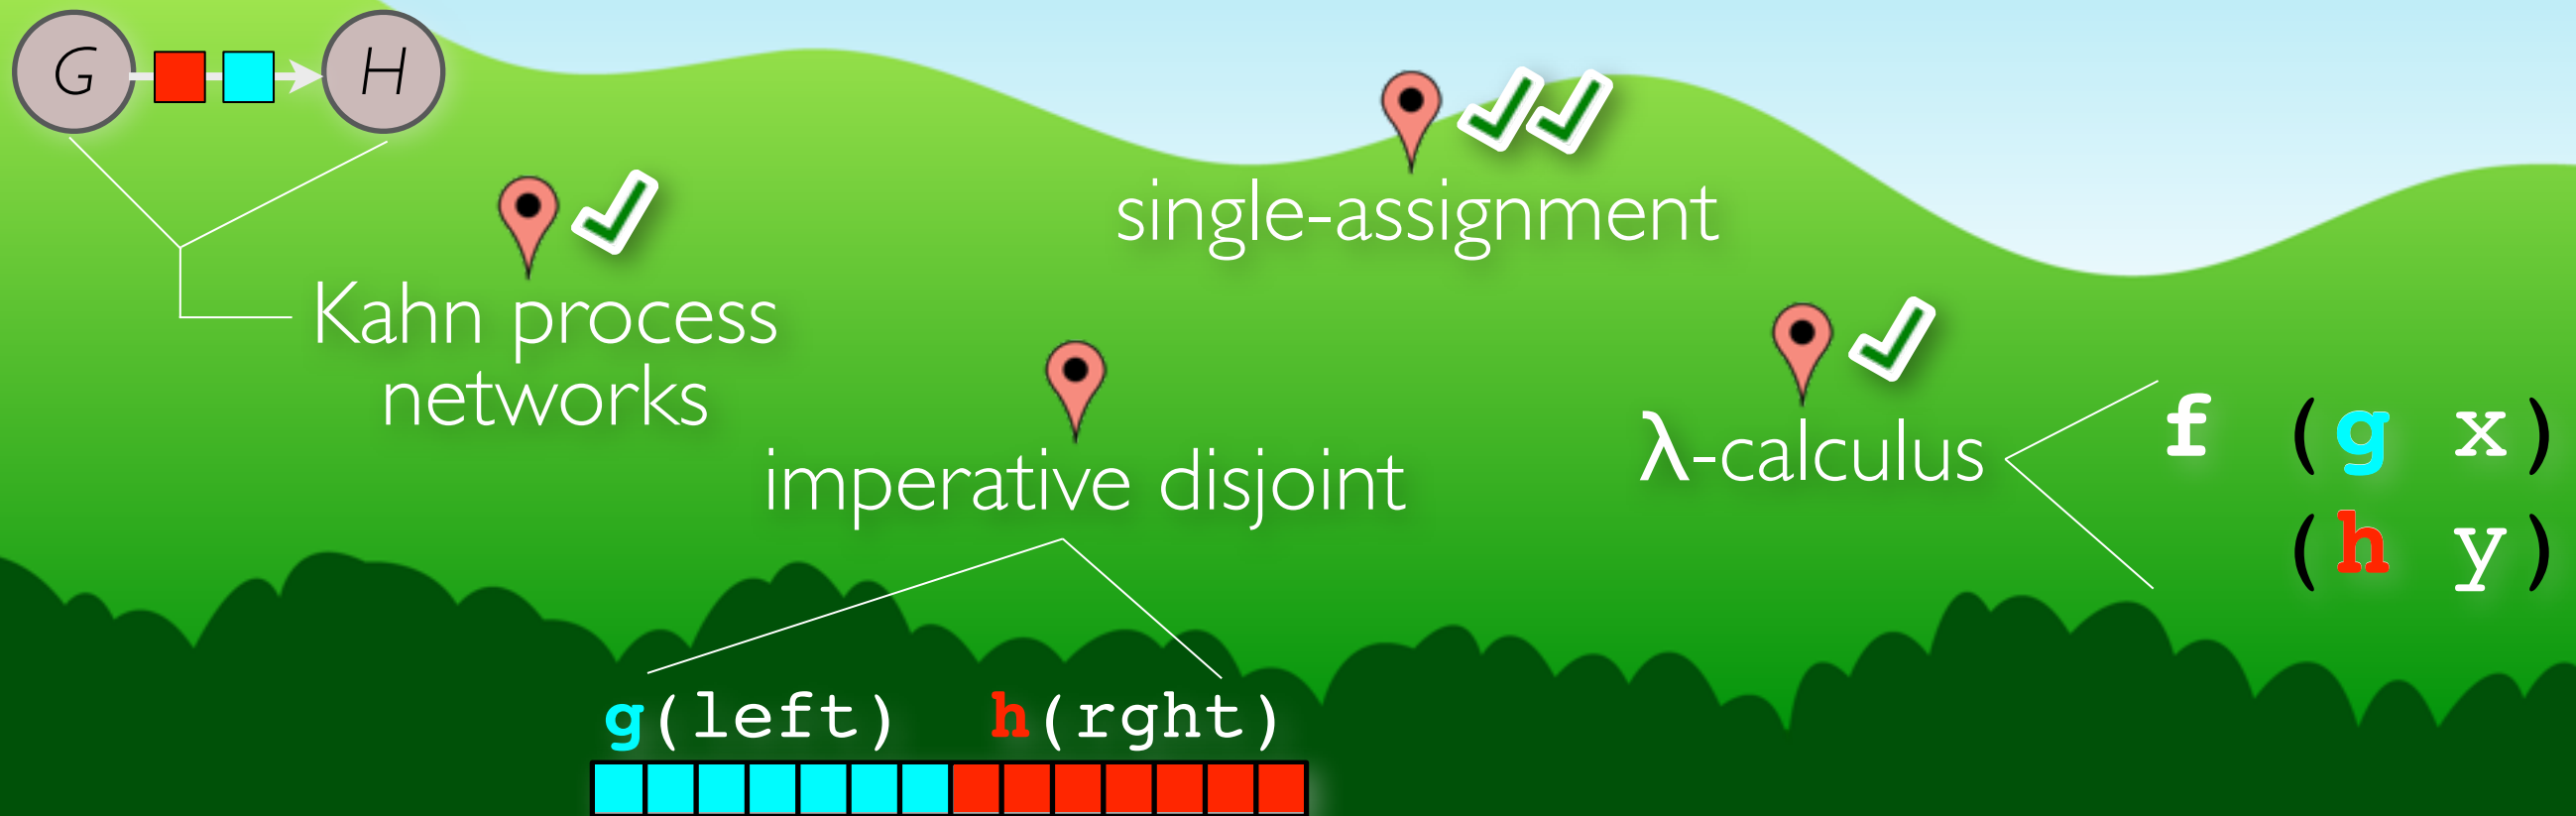 G H
single-assignment
Kahn process
networks
imperative disjoint
λ-calculus
f (g x)
(h y)
g(left) h(rght)